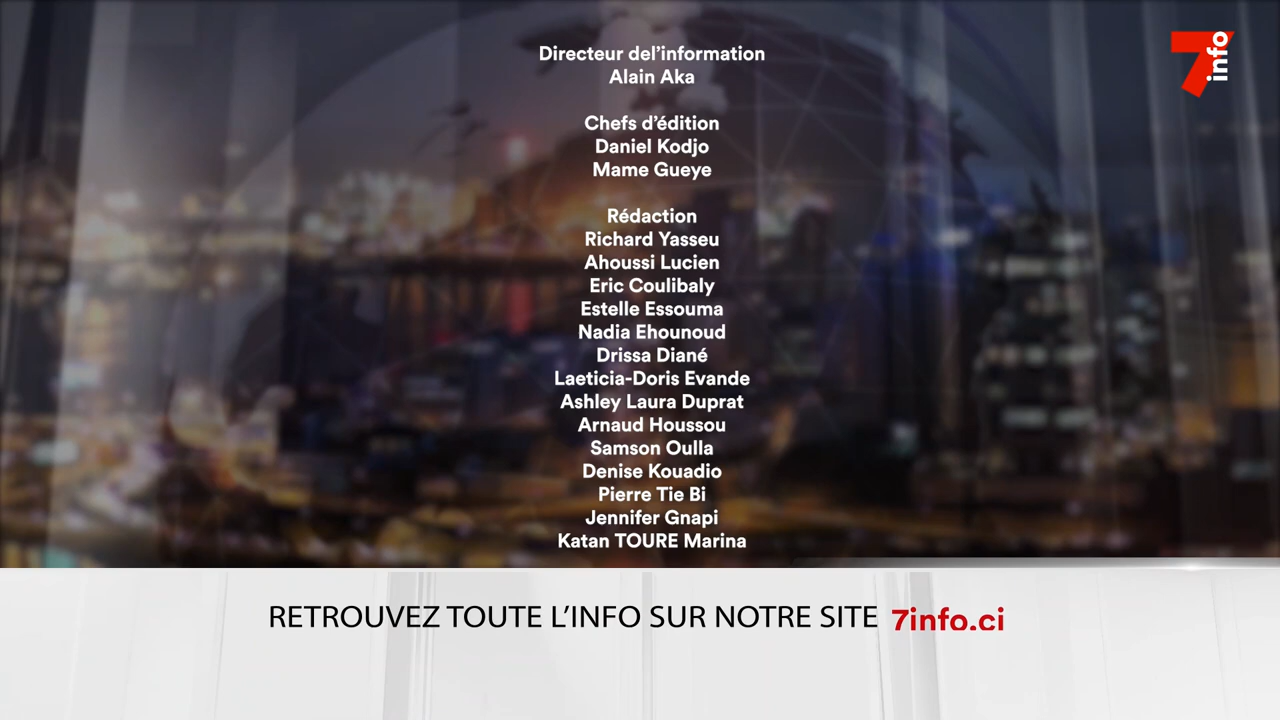 7info
Directeur del’information
Alain Aka
Chefs d’édition
Daniel Kodjo
Mame Gueye
Rédaction
Richard Yasseu
Ahoussi Lucien
Eric Coulibaly
Estelle Essouma
Nadia Ehounoud
Drissa Diané
Laeticia-Doris Evande
Ashley Laura Duprat
Arnaud Houssou
Samson Oulla
Denise Kouadio
Pierre Tie Bi
Jennifer Gnapi
Katan TOURE Marina
RETROUVEZ TOUTE L’INFO SUR NOTRE SITE 7info.ci